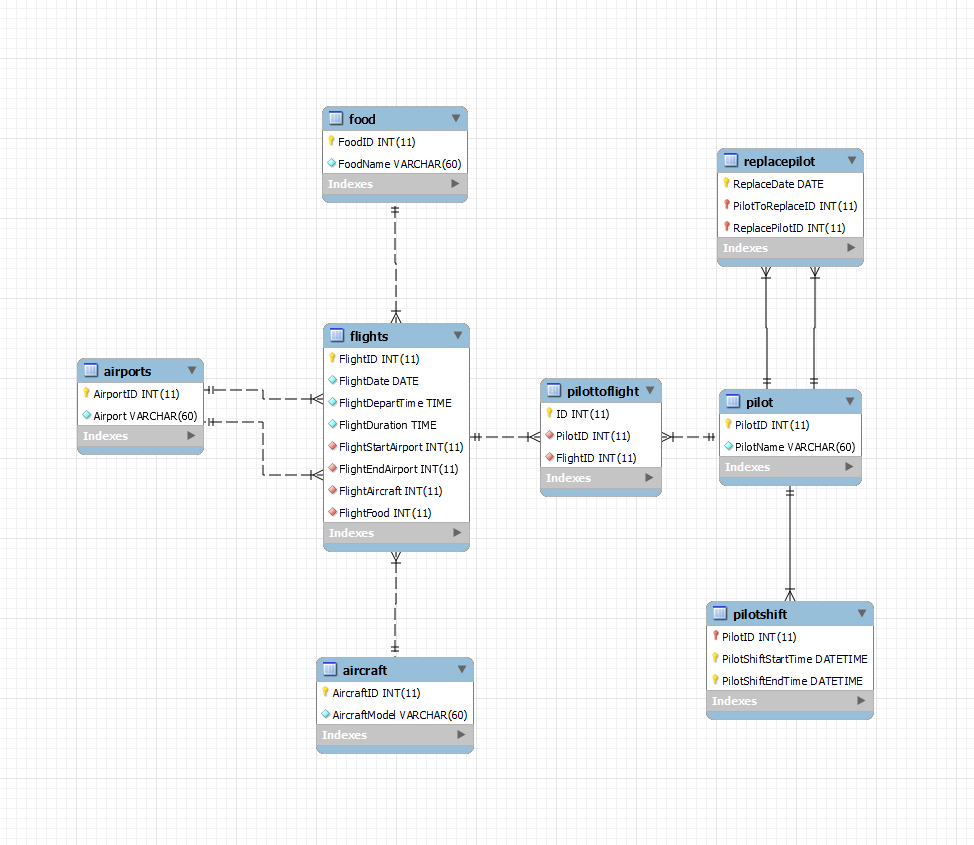 food
FoodID INT(11)
FoodName VARCHAR(60)
Indexes
replacepilot
ReplaceDate DATE
PilotToReplaceID INT(11)
ReplacePilotID INT(11)
Indexes
airports
AirportID INT(11)
Airport VARCHAR(60)
Indexes
flights
FlightID INT(11)
FlightDate DATE
FlightDepartTime TIME
FlightDuration TIME
FlightStartAirport INT(11)
FlightEndAirport INT(11)
FlightAircraft INT(11)
FlightFood INT(11)
Indexes
pilottoflight
ID INT(11)
PilotID INT(11)
FlightID INT(11)
Indexes
pilot
PilotID INT(11)
PilotName VARCHAR(60)
Indexes
aircraft
AircraftID INT(11)
AircraftModel VARCHAR(60)
Indexes
pilotshift
PilotID INT(11)
PilotShiftStartTime DATETIME
PilotShiftEndTime DATETIME
Indexes